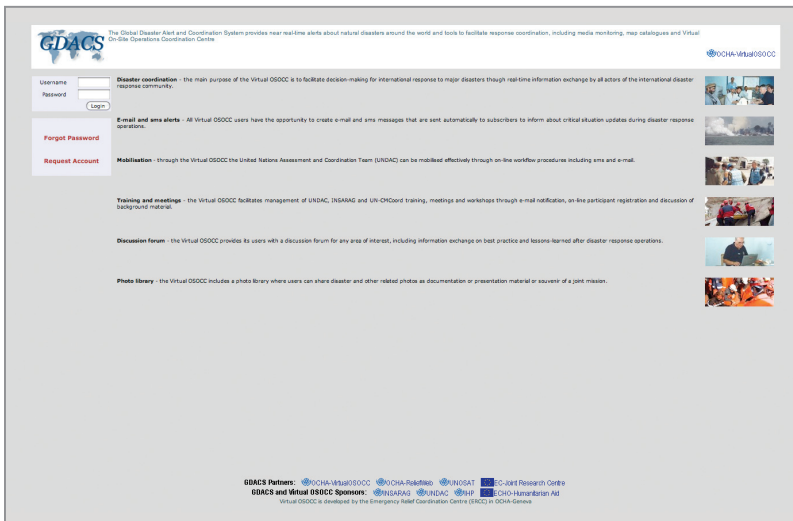 GDACS
The Global Disaster Alert and Coordination System provides near real-time alerts about natural disasters around the world and tools to facilitate response coordination, including media monitoring, map catalogues and Virtual
On-Site Operations Coordination Centre
OCHA-VirtualOSOCC
Username
Password
Login
Forgot Password
Request Account
Disaster coordination - the main purpose of the Virtual OSOCC is to facilitate decision-making for international response to major disasters though real-time information exchange by all actors of the international disaster
response community.
E-mail and sms alerts - All Virtual OSOCC users have the opportunity to create e-mail and sms messages that are sent automatically to subscribers to inform about critical situation updates during disaster response
operations.
Mobilisation - through the Virtual OSOCC the United Nations Assessment and Coordination Team (UNDAC) can be mobilised effectively through on-line workflow procedures including sms and e-mail.
Training and meetings - the Virtual OSOCC facilitates management of UNDAC, INSARAG and UN-CMCoord training, meetings and workshops through e-mail notification, on-line participant registration and discussion of
background material.
Discussion forum - the Virtual OSOCC provides its users with a discussion forum for any area of interest, including information exchange on best practice and lessons-learned after disaster response operations.
Photo library - the Virtual OSOCC includes a photo library where users can share disaster and other related photos as documentation or presentation material or souvenir of a joint mission.
GDACS Partners: OCHA-VirtualOSOCC OCHA-ReliefWeb UNOSAT EC-Joint Research Centre
GDACS and Virtual OSOCC Sponsors: INSARAG UNDAC IHP ECHO-Humanitarian Aid
Virtual OSOCC is developed by the Emergency Relief Coordination Centre (ERCC) in OCHA-Geneva